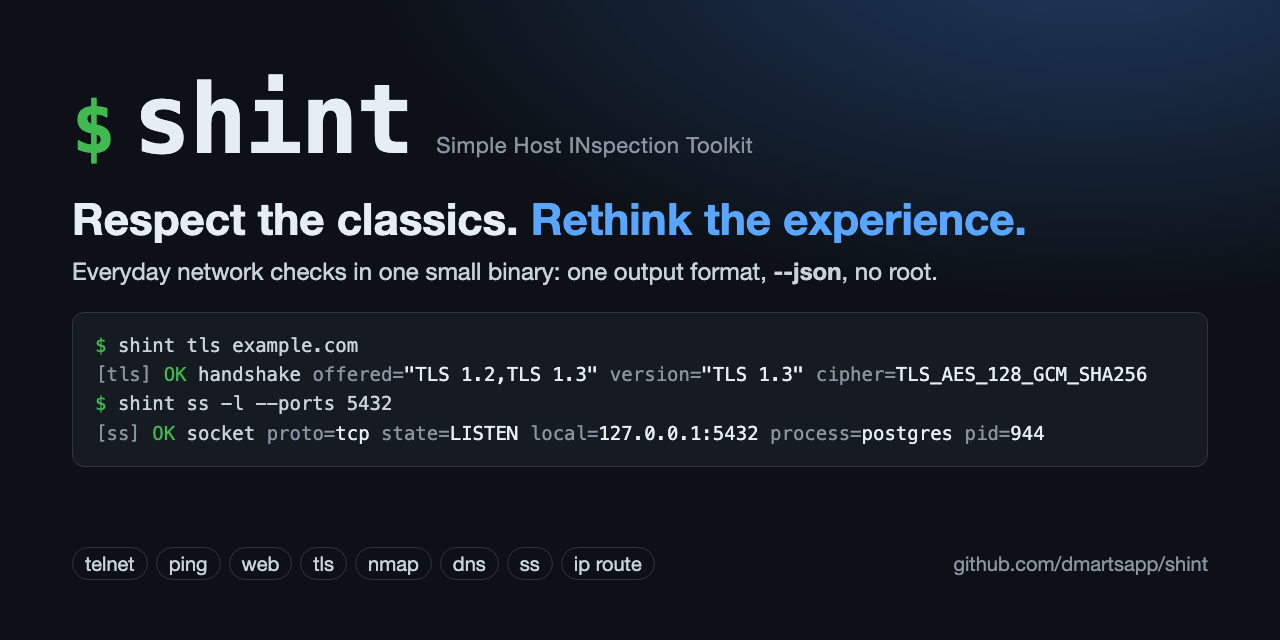 $ shint Simple Host INspection Toolkit
Respect the classics. Rethink the experience.
Everyday network checks in one small binary: one output format, --json, no root.
$ shint tls example.com
[tls] OK handshake offered="TLS 1.2,TLS 1.3" version="TLS 1.3" cipher=TLS_AES_128_GCM_SHA256
$ shint ss -l --ports 5432
[ss] OK socket proto=tcp state=LISTEN local=127.0.0.1:5432 process=postgres pid=944
telnet ping web tls nmap dns ss ip route github.com/dmartsapp/shint